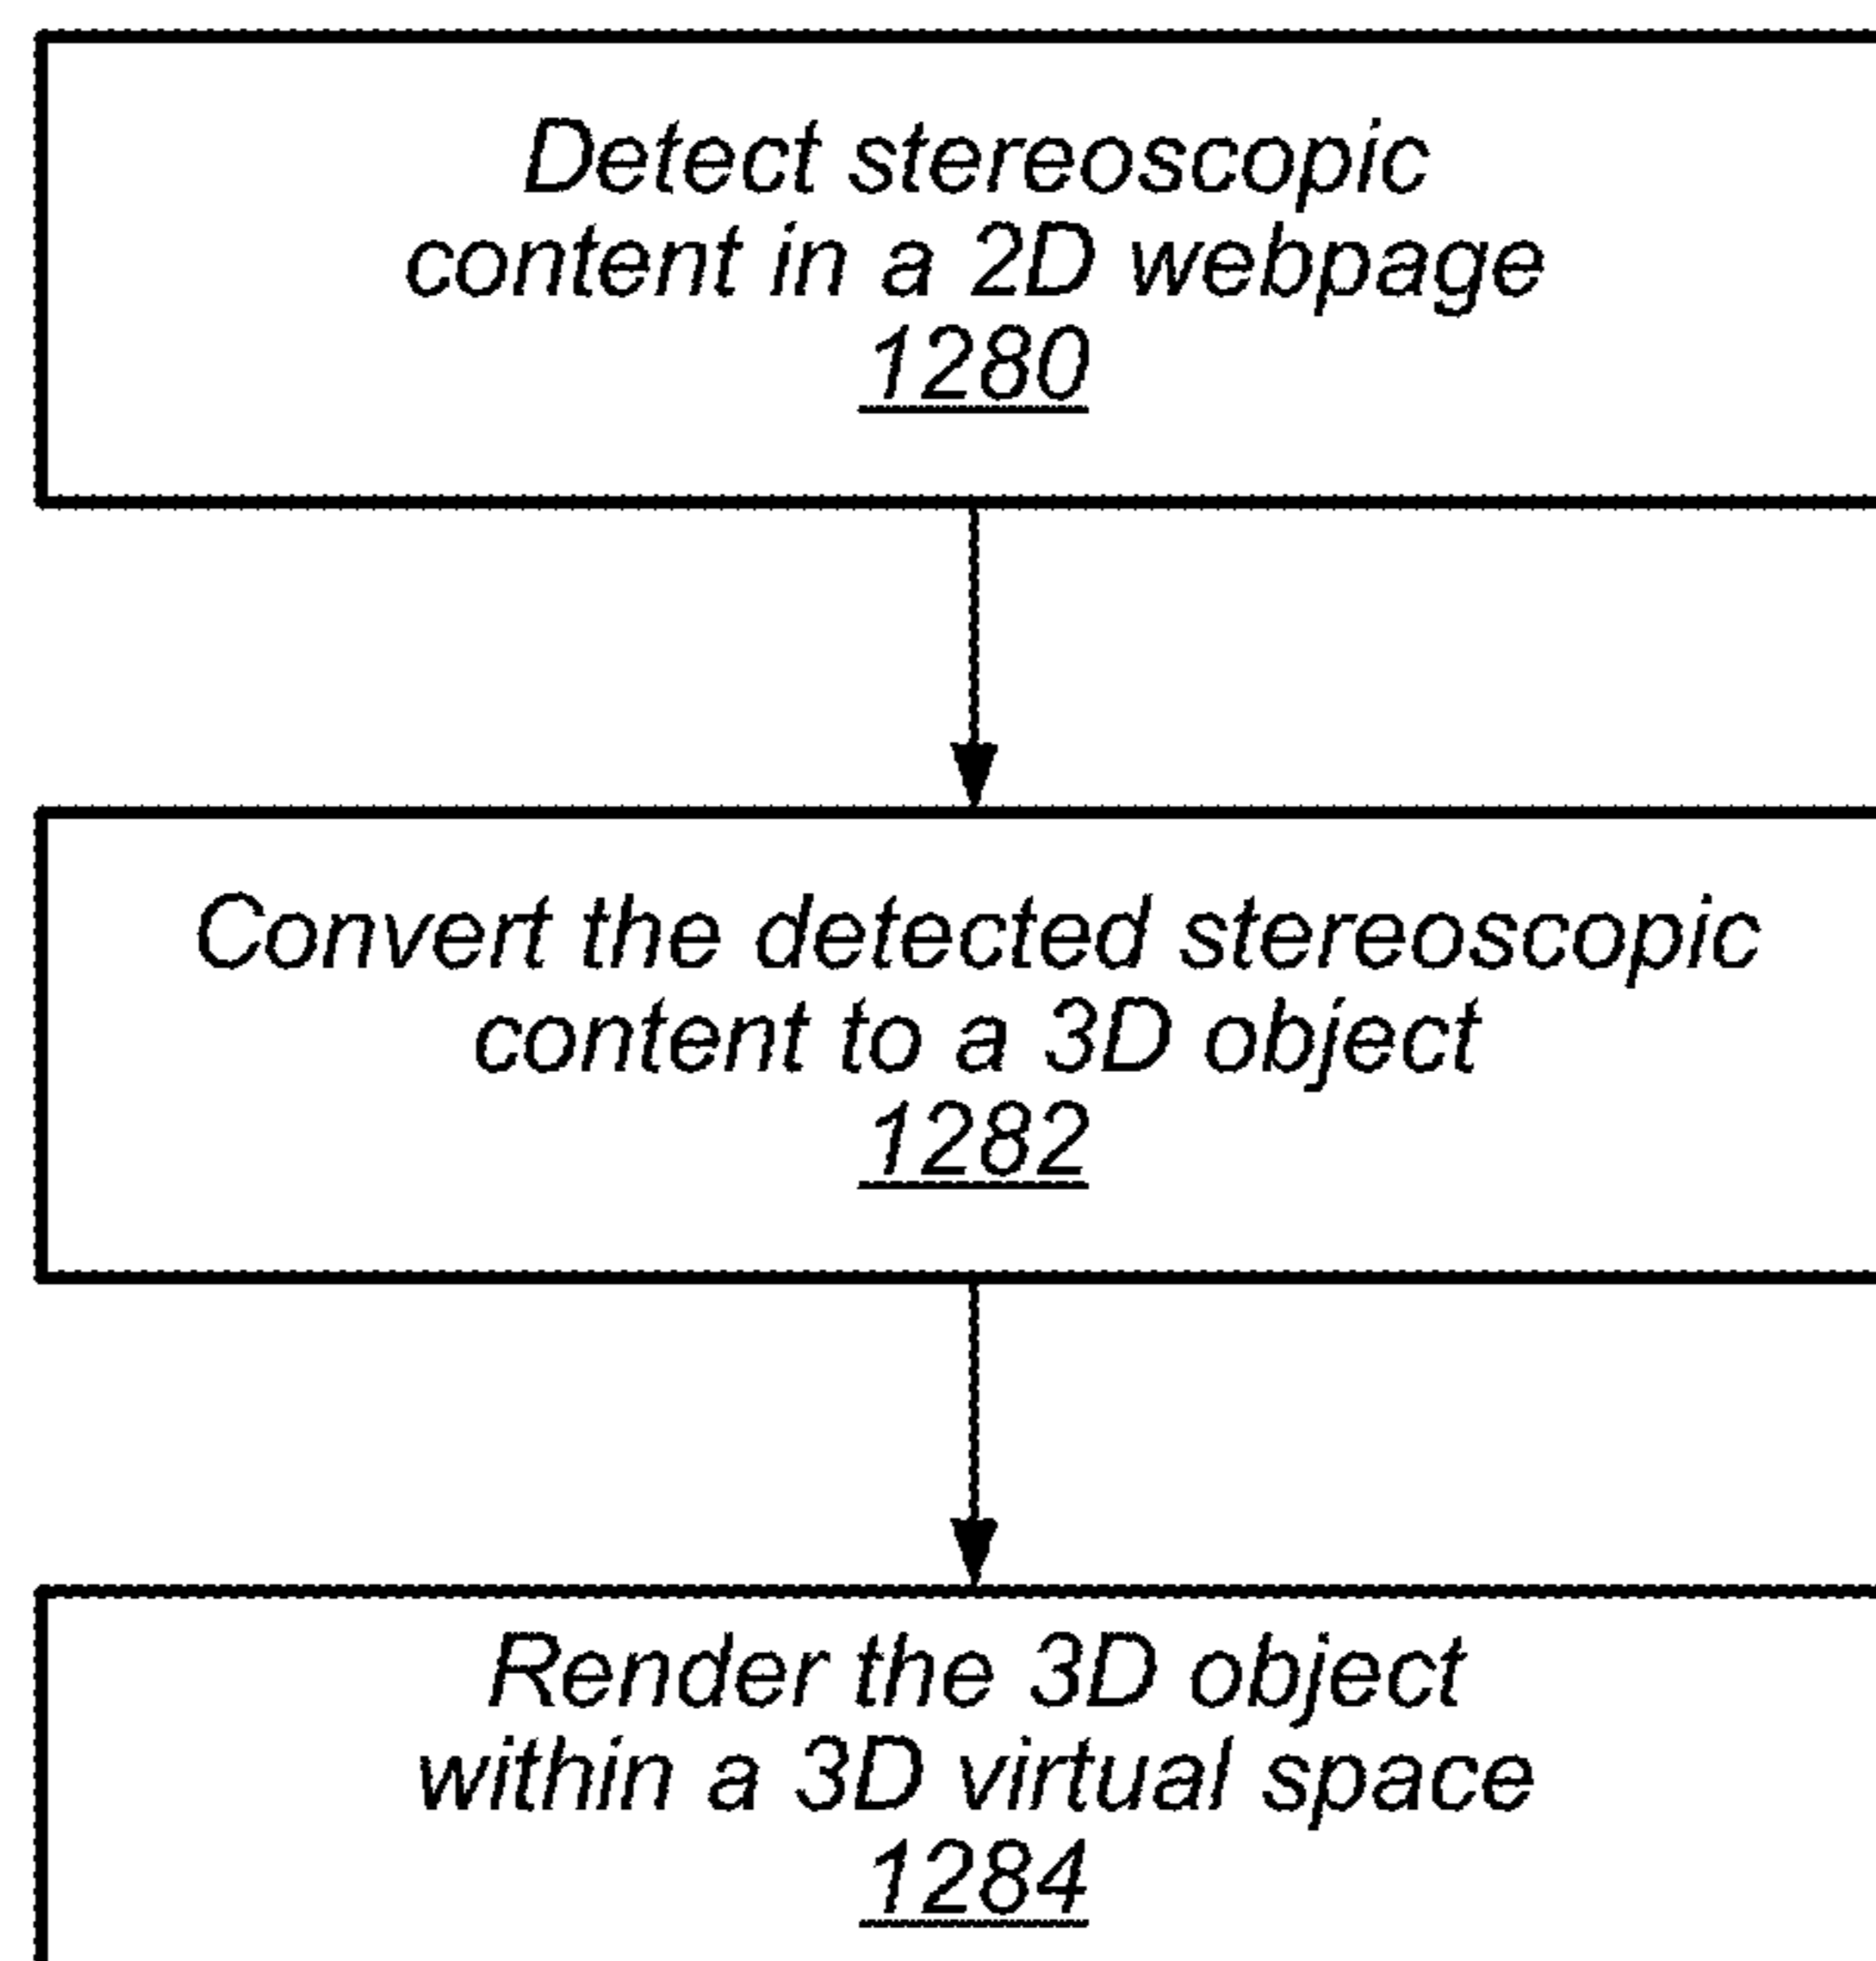 Detect stereoscopic
content in a 2D webpage
1280
Convert the detected stereoscopic
content to a 3D object
1282
Render the 3D object
within a 3D virtual space
1284